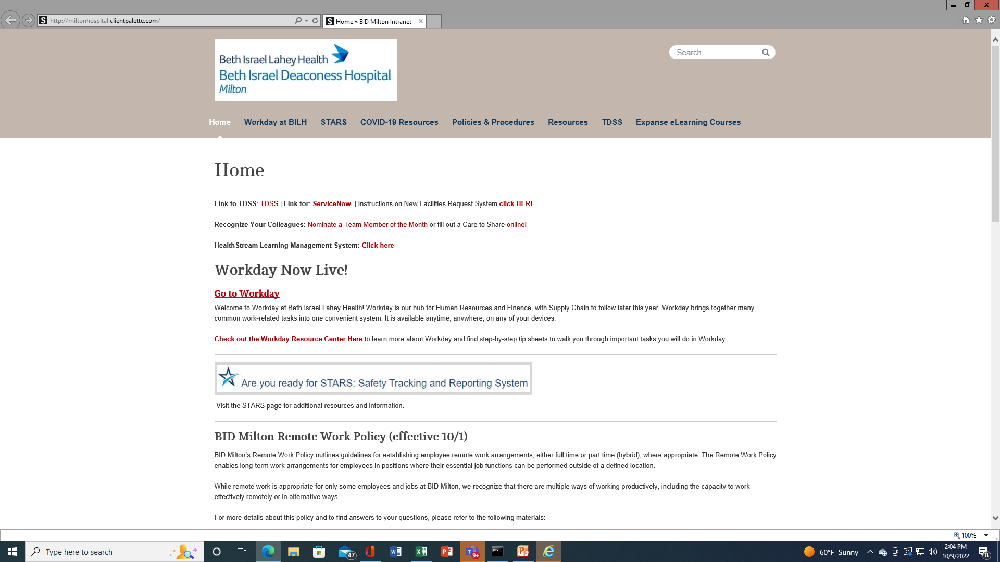 http://miltonhospital.clientpalette.com/
Home » BID Milton Intranet
Beth Israel Lahey Health
Beth Israel Deaconess Hospital
Milton
Search
Home Workday at BILH STARS COVID-19 Resources Policies & Procedures Resources TDSS Expanse eLearning Courses
Home
Link to TDSS: TDSS | Link for: ServiceNow | Instructions on New Facilities Request System click HERE
Recognize Your Colleagues: Nominate a Team Member of the Month or fill out a Care to Share online!
HealthStream Learning Management System: Click here
Workday Now Live!
Go to Workday
Welcome to Workday at Beth Israel Lahey Health! Workday is our hub for Human Resources and Finance, with Supply Chain to follow later this year. Workday brings together many
common work-related tasks into one convenient system. It is available anytime, anywhere, on any of your devices.
Check out the Workday Resource Center Here to learn more about Workday and find step-by-step tip sheets to walk you through important tasks you will do in Workday.
Are you ready for STARS: Safety Tracking and Reporting System
Visit the STARS page for additional resources and information.
BID Milton Remote Work Policy (effective 10/1)
BID Milton's Remote Work Policy outlines guidelines for establishing employee remote work arrangements, either full time or part time (hybrid), where appropriate. The Remote Work Policy
enables long-term work arrangements for employees in positions where their essential job functions can be performed outside of a defined location.
While remote work is appropriate for only some employees and jobs at BID Milton, we recognize that there are multiple ways of working productively, including the capacity to work
effectively remotely or in alternative ways.
For more details about this policy and to find answers to your questions, please refer to the following materials:
100%
Type here to search
47
9+
60°F Sunny
2:04 PM
10/9/2022
8